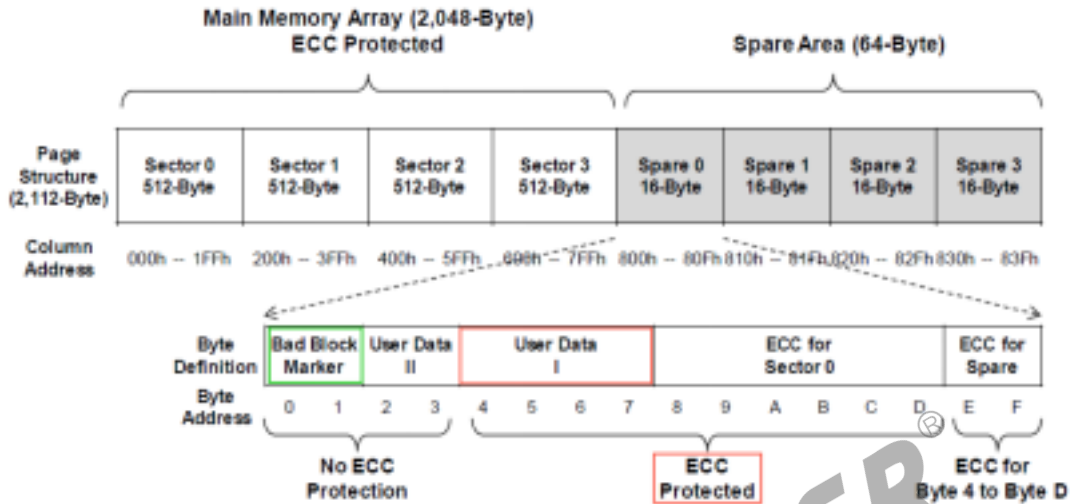 Main Memory Array (2,048-Byte)
ECC Protected
Spare Area (64-Byte)
Page
Structure
(2,112-Byte)
Sector 0
512-Byte
Sector 1
512-Byte
Sector 2
512-Byte
Sector 3
512-Byte
Spare 0
16-Byte
Spare 1
16-Byte
Spare 2
16-Byte
Spare 3
16-Byte
Column
Address
000h -- 1FFh
200h -- 3FFh
400h -- 5FFh
600h -- 7FFh
800h -- 80Fh
810h -- 81Fh
820h -- 82Fh
830h -- 83Fh
Byte
Definition
Bad Block
Marker
User Data
II
User Data
I
ECC for
Sector 0
ECC for
Spare
Byte
Address
0 1 2 3 4 5 6 7 8 9 A B C D E F
No ECC
Protection
ECC
Protected
ECC for
Byte 4 to Byte D
®